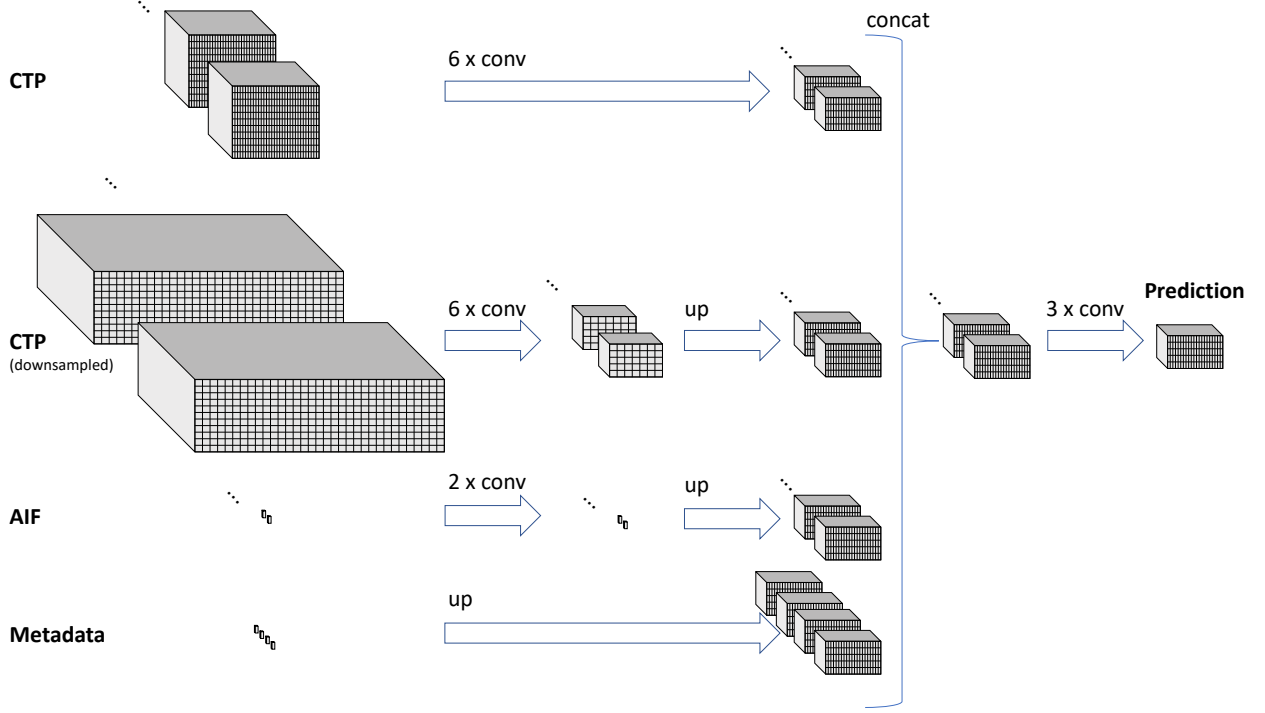 concat
CTP
6 x conv
CTP
(downsampled)
6 x conv
up
3 x conv
Prediction
AIF
2 x conv
up
Metadata
up